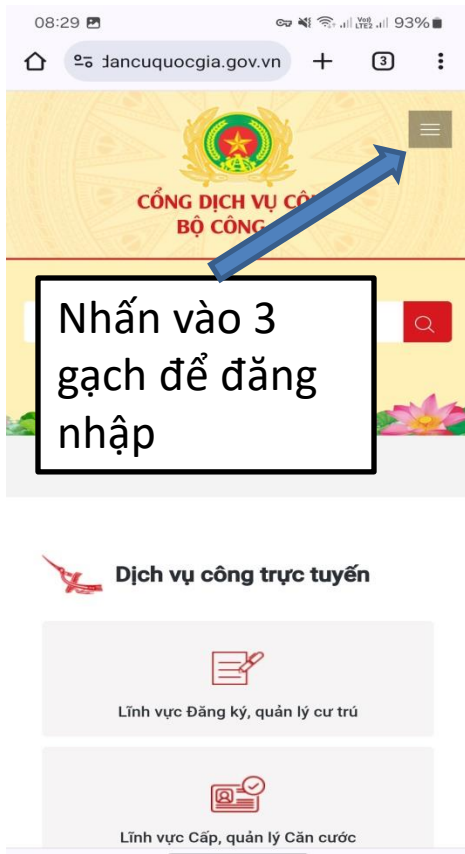 08:29 Vo) LTE2 93%
dancuquocgia.gov.vn 3
CỔNG DỊCH VỤ CÔ
BỘ CÔNG
Nhấn vào 3
gạch để đăng
nhập
Dịch vụ công trực tuyến
Lĩnh vực Đăng ký, quản lý cư trú
Lĩnh vực Cấp, quản lý Căn cước